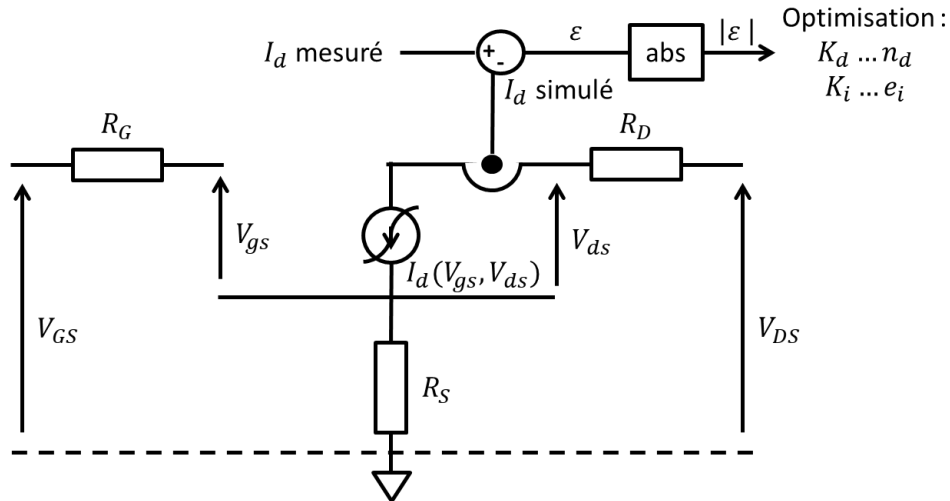 Optimisation :
I_d mesuré
+
-
ε
abs
|ε|
K_d … n_d
K_i … e_i
I_d simulé
R_G
R_D
V_gs
V_ds
I_d(V_gs, V_ds)
V_GS
V_DS
R_S